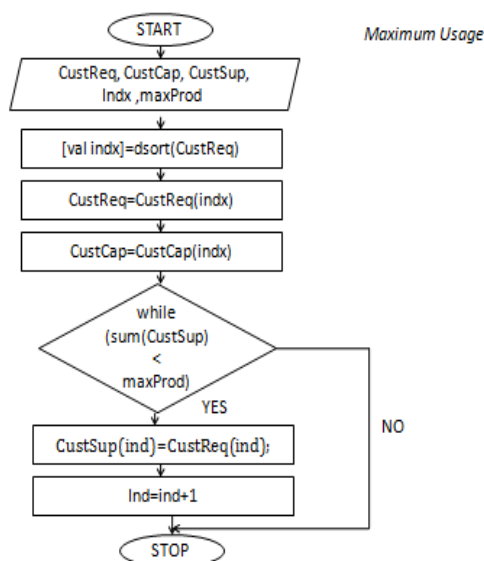 START
Maximum Usage
CustReq, CustCap, CustSup,
Indx ,maxProd
[val indx]=dsort(CustReq)
CustReq=CustReq(indx)
CustCap=CustCap(indx)
while
(sum(CustSup)
<
maxProd)
YES
NO
CustSup(ind)=CustReq(ind);
Ind=ind+1
STOP